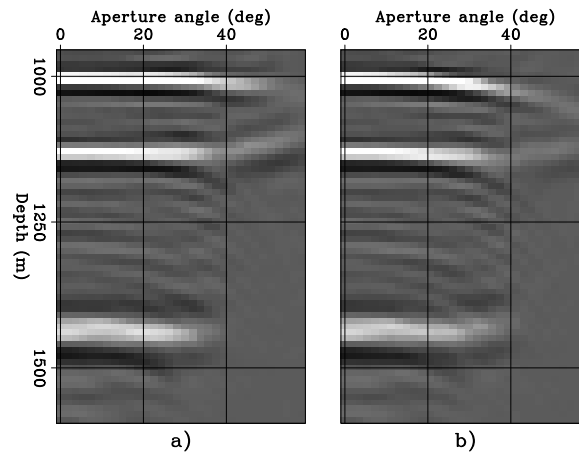 Aperture angle (deg)
0 20 40
1000
1250
1500
Depth (m)
a)
Aperture angle (deg)
0 20 40
b)